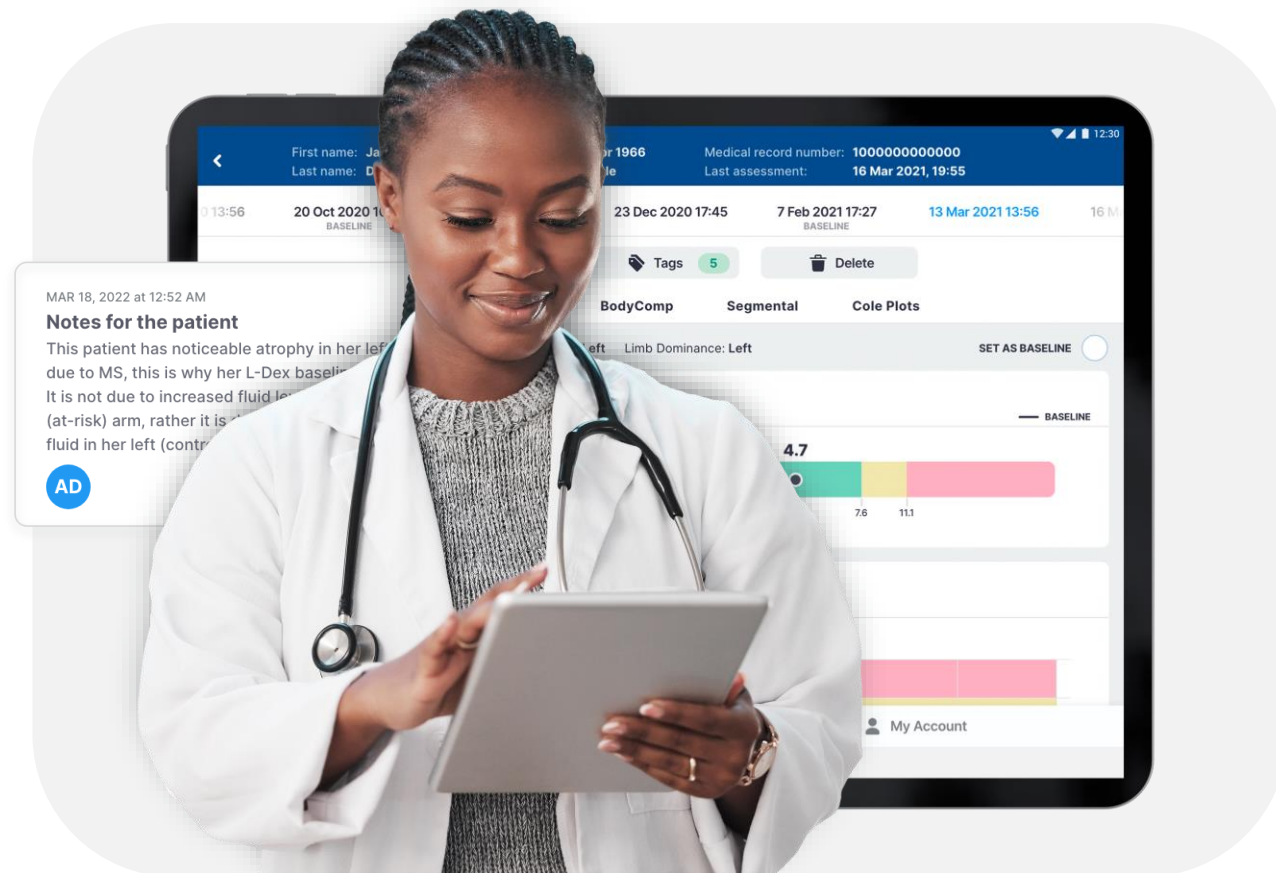 12:30
First name: 1966 Medical record number: 1000000000000
Last name: Last assessment: 16 Mar 2021, 19:55
13:56 20 Oct 2020 23 Dec 2020 17:45 7 Feb 2021 17:27 13 Mar 2021 13:56 16
BASELINE BASELINE
Tags 5 Delete
BodyComp Segmental Cole Plots
Limb Dominance: Left SET AS BASELINE
BASELINE
4.7
7.6 11.1
My Account
MAR 18, 2022 at 12:52 AM
Notes for the patient
This patient has noticeable atrophy in her
due to MS, this is why her L-Dex
It is not due to increased fluid
(at-risk) arm, rather it is
fluid in her left
AD